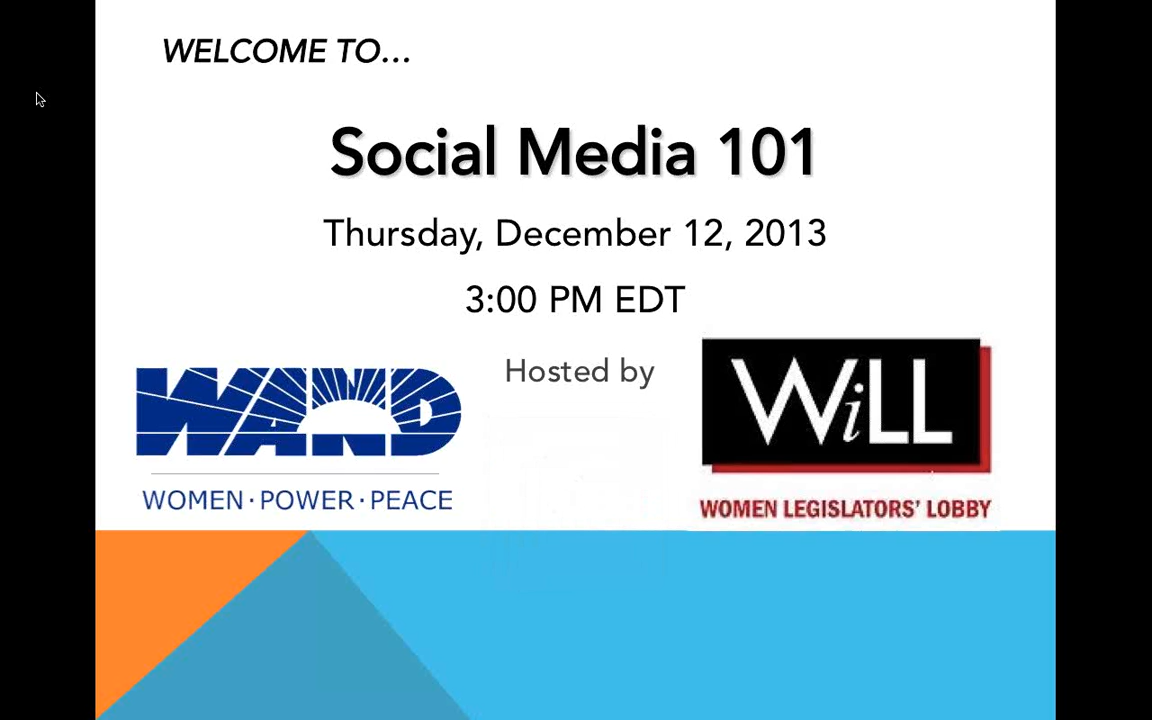 WELCOME TO...
Social Media 101
Thursday, December 12, 2013
3:00 PM EDT
Hosted by
WAND
WOMEN·POWER·PEACE
WiLL
WOMEN LEGISLATORS' LOBBY